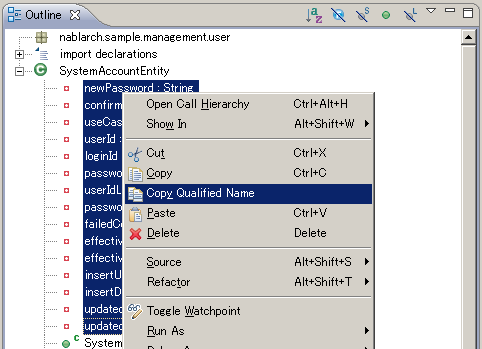 Outline
nablarch.sample.management.user
import declarations
SystemAccountEntity
newPassword : String
confirm
useCas
userId :
loginId
passwo
userIdL
passwo
failedCo
effectiv
effectiv
insertU
insertD
updated
updated
System
Open Call Hierarchy Ctrl+Alt+H
Show In Alt+Shift+W
Cut Ctrl+X
Copy Ctrl+C
Copy Qualified Name
Paste Ctrl+V
Delete Delete
Source Alt+Shift+S
Refactor Alt+Shift+T
Toggle Watchpoint
Run As